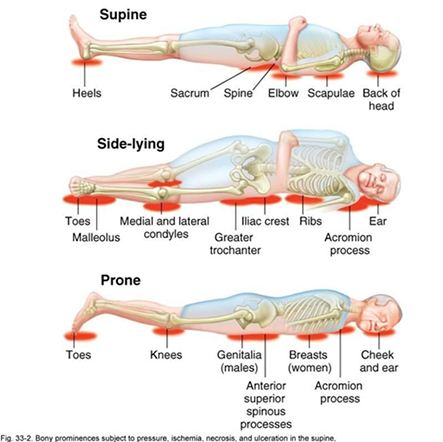 Supine
Heels Sacrum Spine Elbow Scapulae Back of
head
Side-lying
Toes Medial and lateral Iliac crest Ribs Ear
Malleolus condyles Greater Acromion
trochanter process
Prone
Toes Knees Genitalia Breasts Cheek
(males) (women) and ear
Anterior Acromion
superior process
spinous
processes
Fig. 33-2. Bony prominences subject to pressure, ischemia, necrosis, and ulceration in the supine,